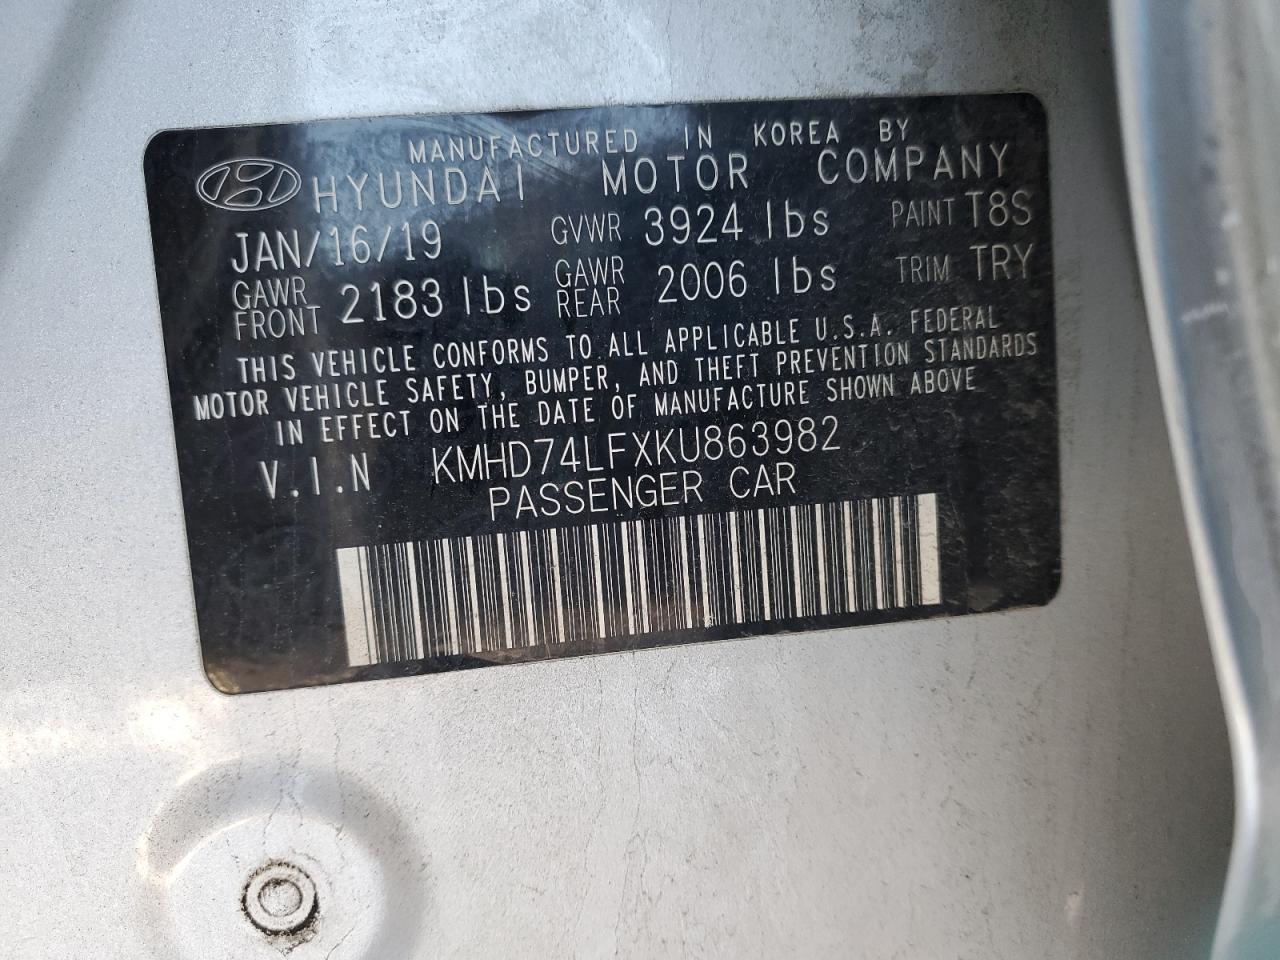 MANUFACTURED IN KOREA BY
HYUNDAI MOTOR COMPANY
JAN/16/19 GVWR 3924 lbs PAINT T8S
GAWR FRONT 2183 lbs GAWR REAR 2006 lbs TRIM TRY
THIS VEHICLE CONFORMS TO ALL APPLICABLE U.S.A. FEDERAL
MOTOR VEHICLE SAFETY, BUMPER, AND THEFT PREVENTION STANDARDS
IN EFFECT ON THE DATE OF MANUFACTURE SHOWN ABOVE
V.I.N KMHD74LFXKU863982
PASSENGER CAR